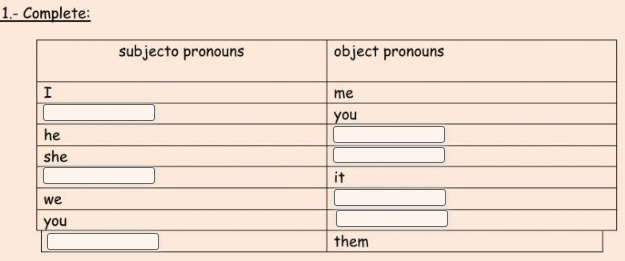 1.- Complete:
subjecto pronouns object pronouns
I me
you
he
she
it
we
you
them